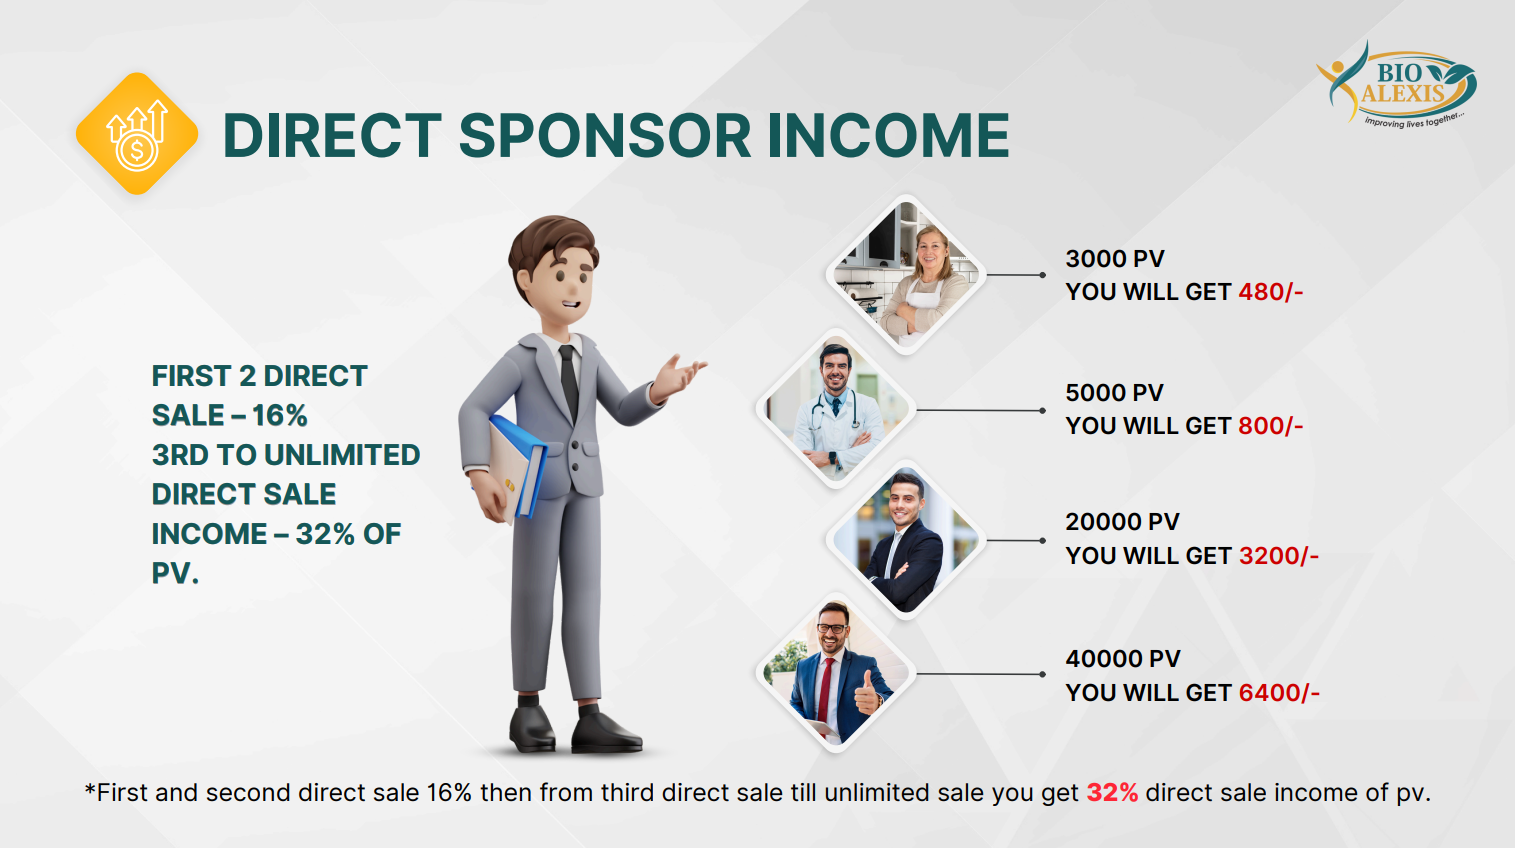 BIO
ALEXIS
improving lives together...
DIRECT SPONSOR INCOME
$
FIRST 2 DIRECT
SALE – 16%
3RD TO UNLIMITED
DIRECT SALE
INCOME – 32% OF
PV.
3000 PV
YOU WILL GET 480/-
5000 PV
YOU WILL GET 800/-
20000 PV
YOU WILL GET 3200/-
40000 PV
YOU WILL GET 6400/-
*First and second direct sale 16% then from third direct sale till unlimited sale you get 32% direct sale income of pv.